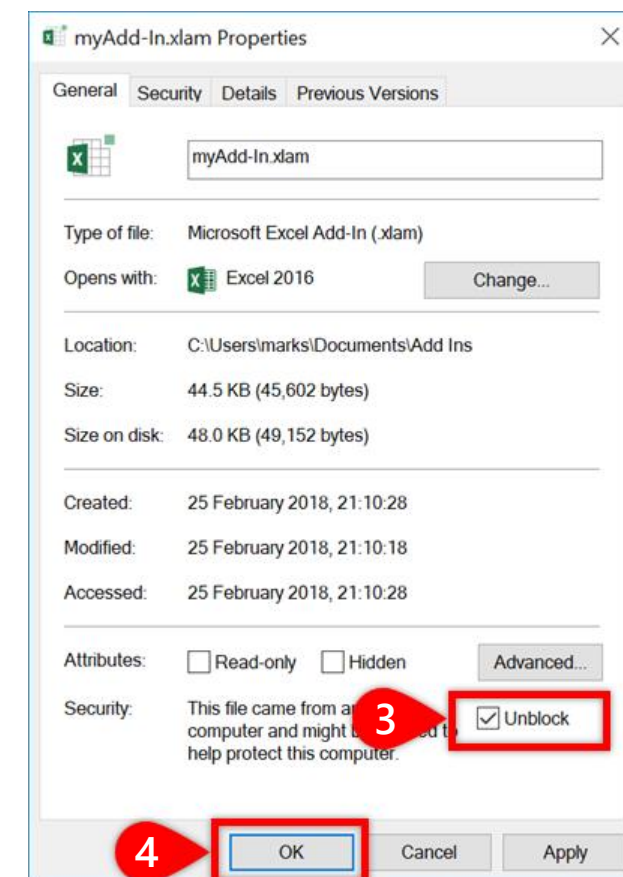 myAdd-In.xlam Properties
General Security Details Previous Versions
myAdd-In.xlam
Type of file: Microsoft Excel Add-In (.xlam)
Opens with: Excel 2016 Change...
Location: C:\Users\marks\Documents\Add Ins
Size: 44.5 KB (45,602 bytes)
Size on disk: 48.0 KB (49,152 bytes)
Created: 25 February 2018, 21:10:28
Modified: 25 February 2018, 21:10:18
Accessed: 25 February 2018, 21:10:28
Attributes: Read-only Hidden Advanced...
Security: This file came from
computer and might to
help protect this computer.
3 Unblock
4 OK Cancel Apply